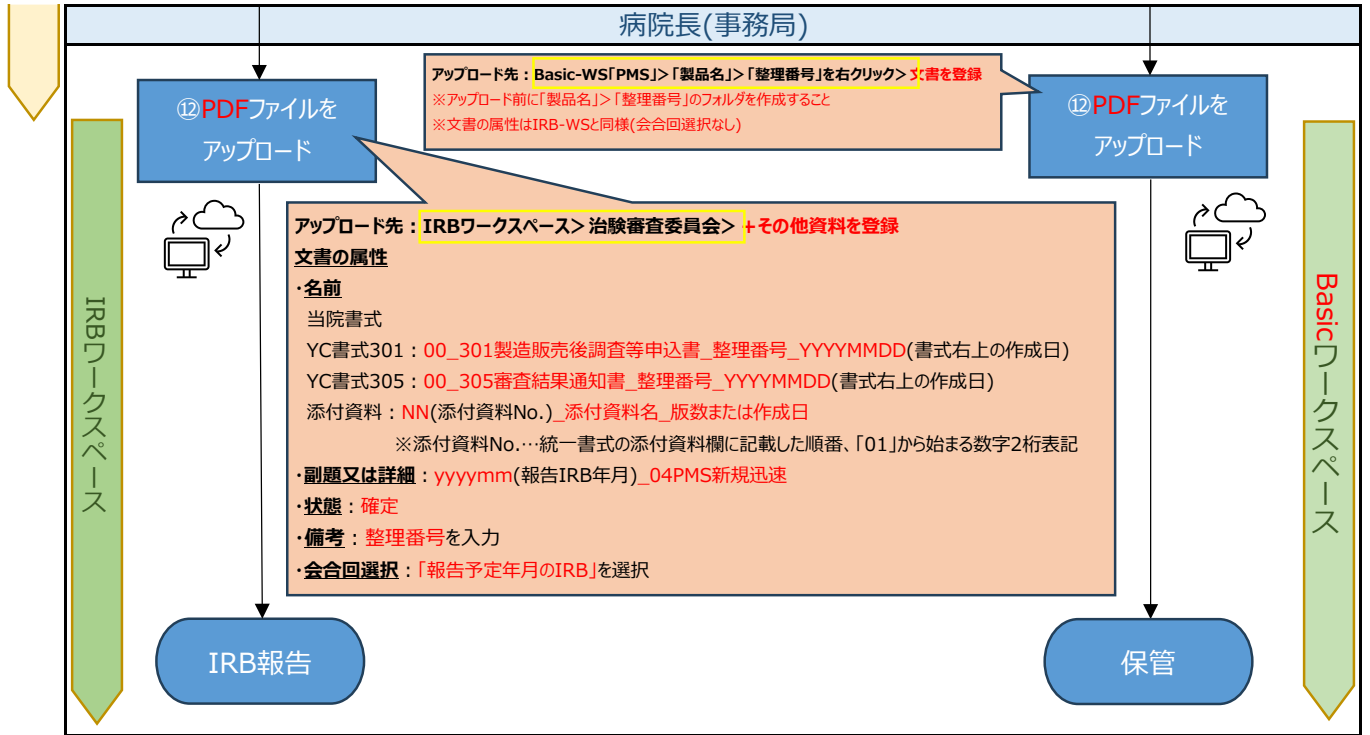 病院長(事務局)
アップロード先：Basic-WS「PMS」＞「製品名」＞「整理番号」を右クリック＞文書を登録
※アップロード前に「製品名」＞「整理番号」のフォルダを作成すること
※文書の属性はIRB-WSと同様(会合回選択なし)
⑫PDFファイルを
アップロード
⑫PDFファイルを
アップロード
アップロード先：IRBワークスペース＞治験審査委員会＞+その他資料を登録
文書の属性
・名前
当院書式
YC書式301：00_301製造販売後調査等申込書_整理番号_YYYYMMDD(書式右上の作成日)
YC書式305：00_305審査結果通知書_整理番号_YYYYMMDD(書式右上の作成日)
添付資料：NN(添付資料No.)_添付資料名_版数または作成日
※添付資料No.…統一書式の添付資料欄に記載した順番、「01」から始まる数字2桁表記
・副題又は詳細：yyyymm(報告IRB年月)_04PMS新規迅速
・状態：確定
・備考：整理番号を入力
・会合回選択：「報告予定年月のIRB」を選択
IRBワークスペース
Basicワークスペース
IRB報告
保管